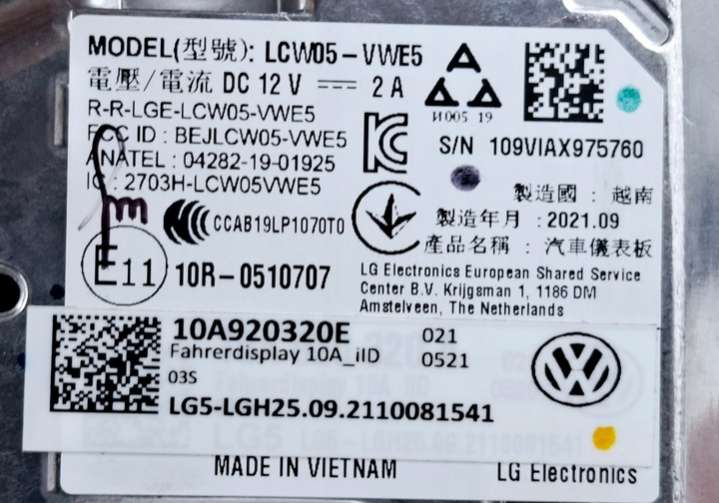 MODEL(型號): LCW05-VWE5
電壓/電流 DC 12 V ⎓ 2 A
R-R-LGE-LCW05-VWE5
FCC ID : BEJLCW05-VWE5
ANATEL : 04282-19-01925
IC : 2703H-LCW05VWE5
И005 19
S/N 109VIAX975760
CCAB19LP1070T0
製造國 : 越南
製造年月 : 2021.09
產品名稱 : 汽車儀表板
E11
10R-0510707
LG Electronics European Shared Service
Center B.V. Krijgsman 1, 1186 DM
Amstelveen, The Netherlands
10A920320E 021
Fahrerdisplay 10A_iID 0521
03S
LG5-LGH25.09.2110081541
MADE IN VIETNAM
LG Electronics